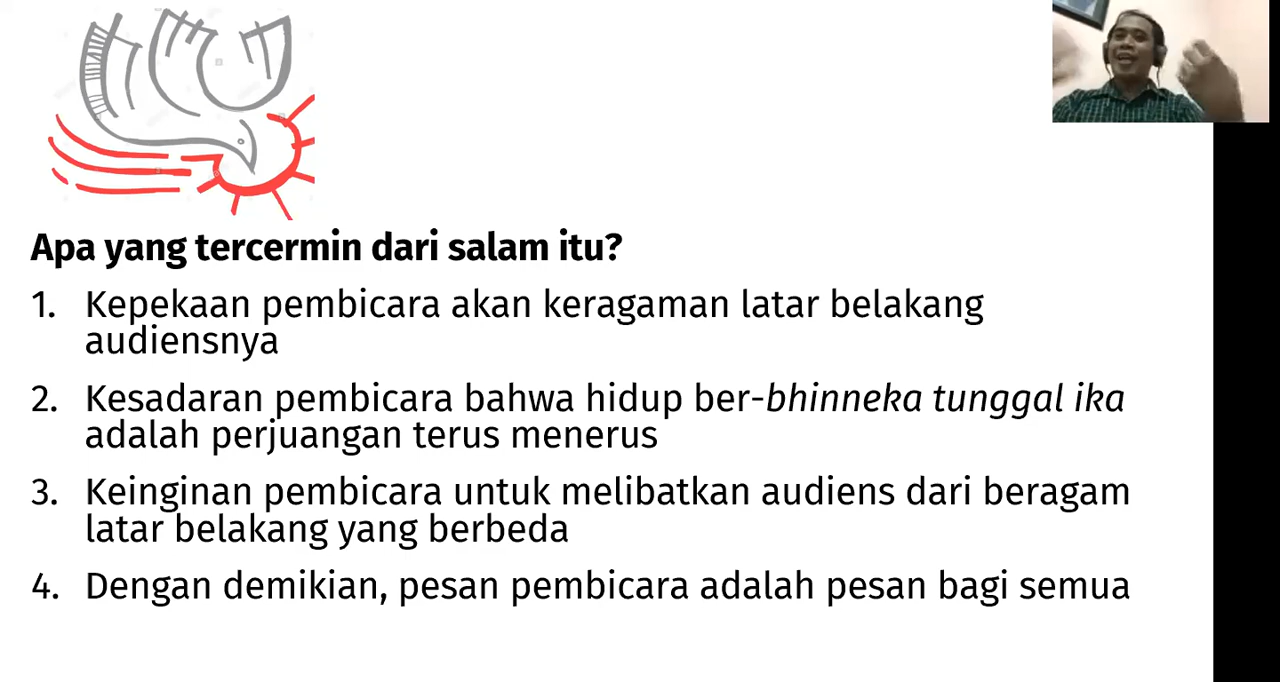 Apa yang tercermin dari salam itu?
1. Kepekaan pembicara akan keragaman latar belakang
audiensnya
2. Kesadaran pembicara bahwa hidup ber-bhinneka tunggal ika
adalah perjuangan terus menerus
3. Keinginan pembicara untuk melibatkan audiens dari beragam
latar belakang yang berbeda
4. Dengan demikian, pesan pembicara adalah pesan bagi semua